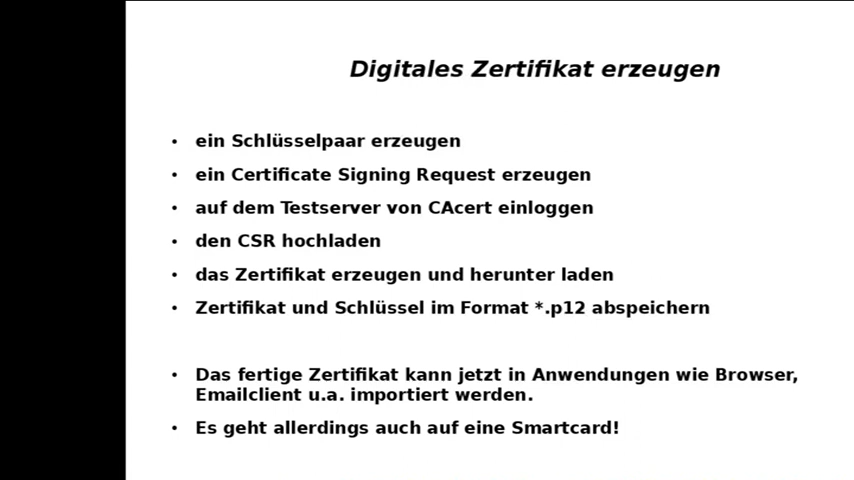 Digitales Zertifikat erzeugen
• ein Schlüsselpaar erzeugen
• ein Certificate Signing Request erzeugen
• auf dem Testserver von CAcert einloggen
• den CSR hochladen
• das Zertifikat erzeugen und herunter laden
• Zertifikat und Schlüssel im Format *.p12 abspeichern
• Das fertige Zertifikat kann jetzt in Anwendungen wie Browser,
Emailclient u.a. importiert werden.
• Es geht allerdings auch auf eine Smartcard!